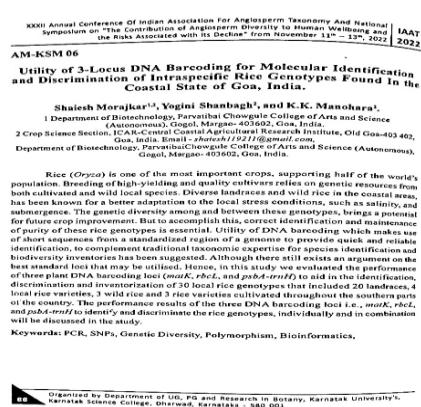 XXXII Annual Conference Of Indian Association For Angiosperm Taxonomy And National
Symposium on "The Contribution of Angiosperm Diversity to Human Wellbeing and
the Risks Associated with its Decline" from November 11th – 13th, 2022
IAAT
2022
AM-KSM 06
Utility of 3-Locus DNA Barcoding for Molecular Identification
and Discrimination of Intraspecific Rice Genotypes Found in the
Coastal State of Goa, India.
Shaiesh Morajkar1,3, Yogini Shanbagh3, and K.K. Manohara2.
1 Department of Biotechnology, Parvatibai Chowgule College of Arts and Science
(Autonomous), Gogol, Margao- 403602, Goa, India.
2 Crop Science Section, ICAR-Central Coastal Agricultural Research Institute, Old Goa-403 402,
Goa, India. Email -
Department of Biotechnology, ParvatibaiChowgule College of Arts and Science (Autonomous),
Gogol, Margao- 403602, Goa, India.
Rice (Oryza) is one of the most important crops, supporting half of the world's
population. Breeding of high-yielding and quality cultivars relies on genetic resources from
both cultivated and wild local species. Diverse landraces and wild rice in the coastal areas,
has been known for a better adaptation to the local stress conditions, such as salinity, and
submergence. The genetic diversity among and between these genotypes, brings a potential
for future crop improvement. But to accomplish this, correct identification and maintenance
of purity of these rice genotypes is essential. Utility of DNA barcoding which makes use
of short sequences from a standardized region of a genome to provide quick and reliable
identification, to complement traditional taxonomic expertise for species identification and
biodiversity inventories has been suggested. Although there still exists an argument on the
best standard loci that may be utilised. Hence, in this study we evaluated the performance
of three plant DNA barcoding loci (matK, rbcL, and psbA-trnH) to aid in the identification,
discrimination and inventorization of 30 local rice genotypes that included 20 landraces, 4
local rice varieties, 3 wild rice and 3 rice varieties cultivated throughout the southern parts
of the country. The performance results of the three DNA barcoding loci i.e., matK, rbcL,
and psbA-trnH to identify and discriminate the rice genotypes, individually and in combination
will be discussed in the study.
Keywords: PCR, SNPs, Genetic Diversity, Polymorphism, Bioinformatics,
Organized by Department of UG, PG and Research in Botany, Karnatak University's,
Karnatak Science College, Dharwad, Karnataka - 580 001